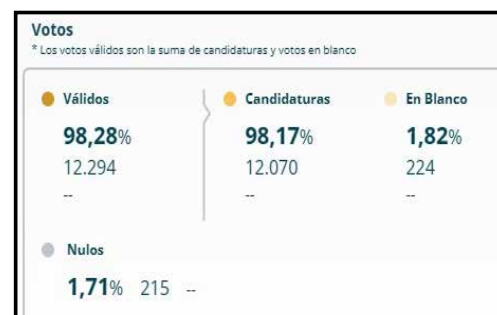 Votos
* Los votos válidos son la suma de candidaturas y votos en blanco
Válidos
98,28%
12.294
--
Candidaturas
98,17%
12.070
--
En Blanco
1,82%
224
--
Nulos
1,71% 215 --